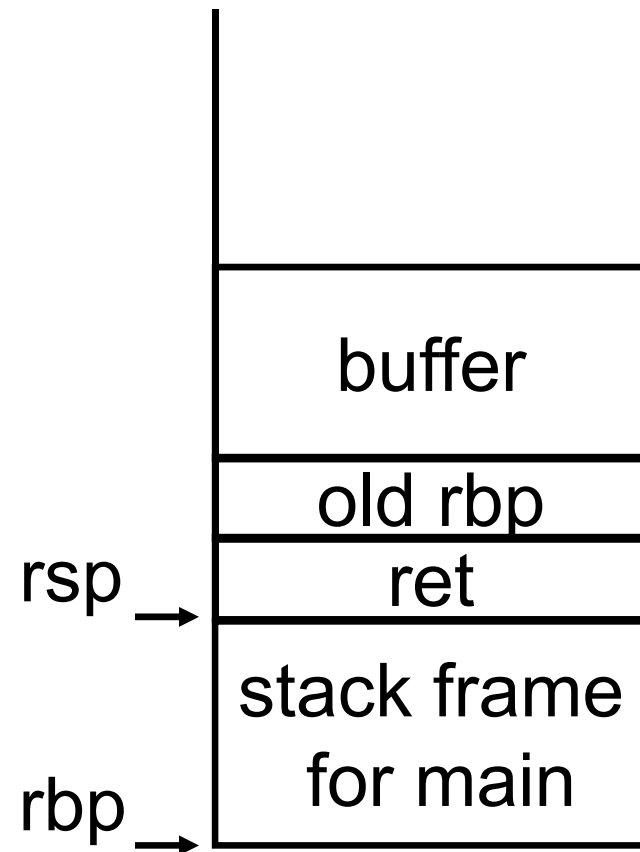 buffer
old rbp
rsp
ret
stack frame
for main
rbp